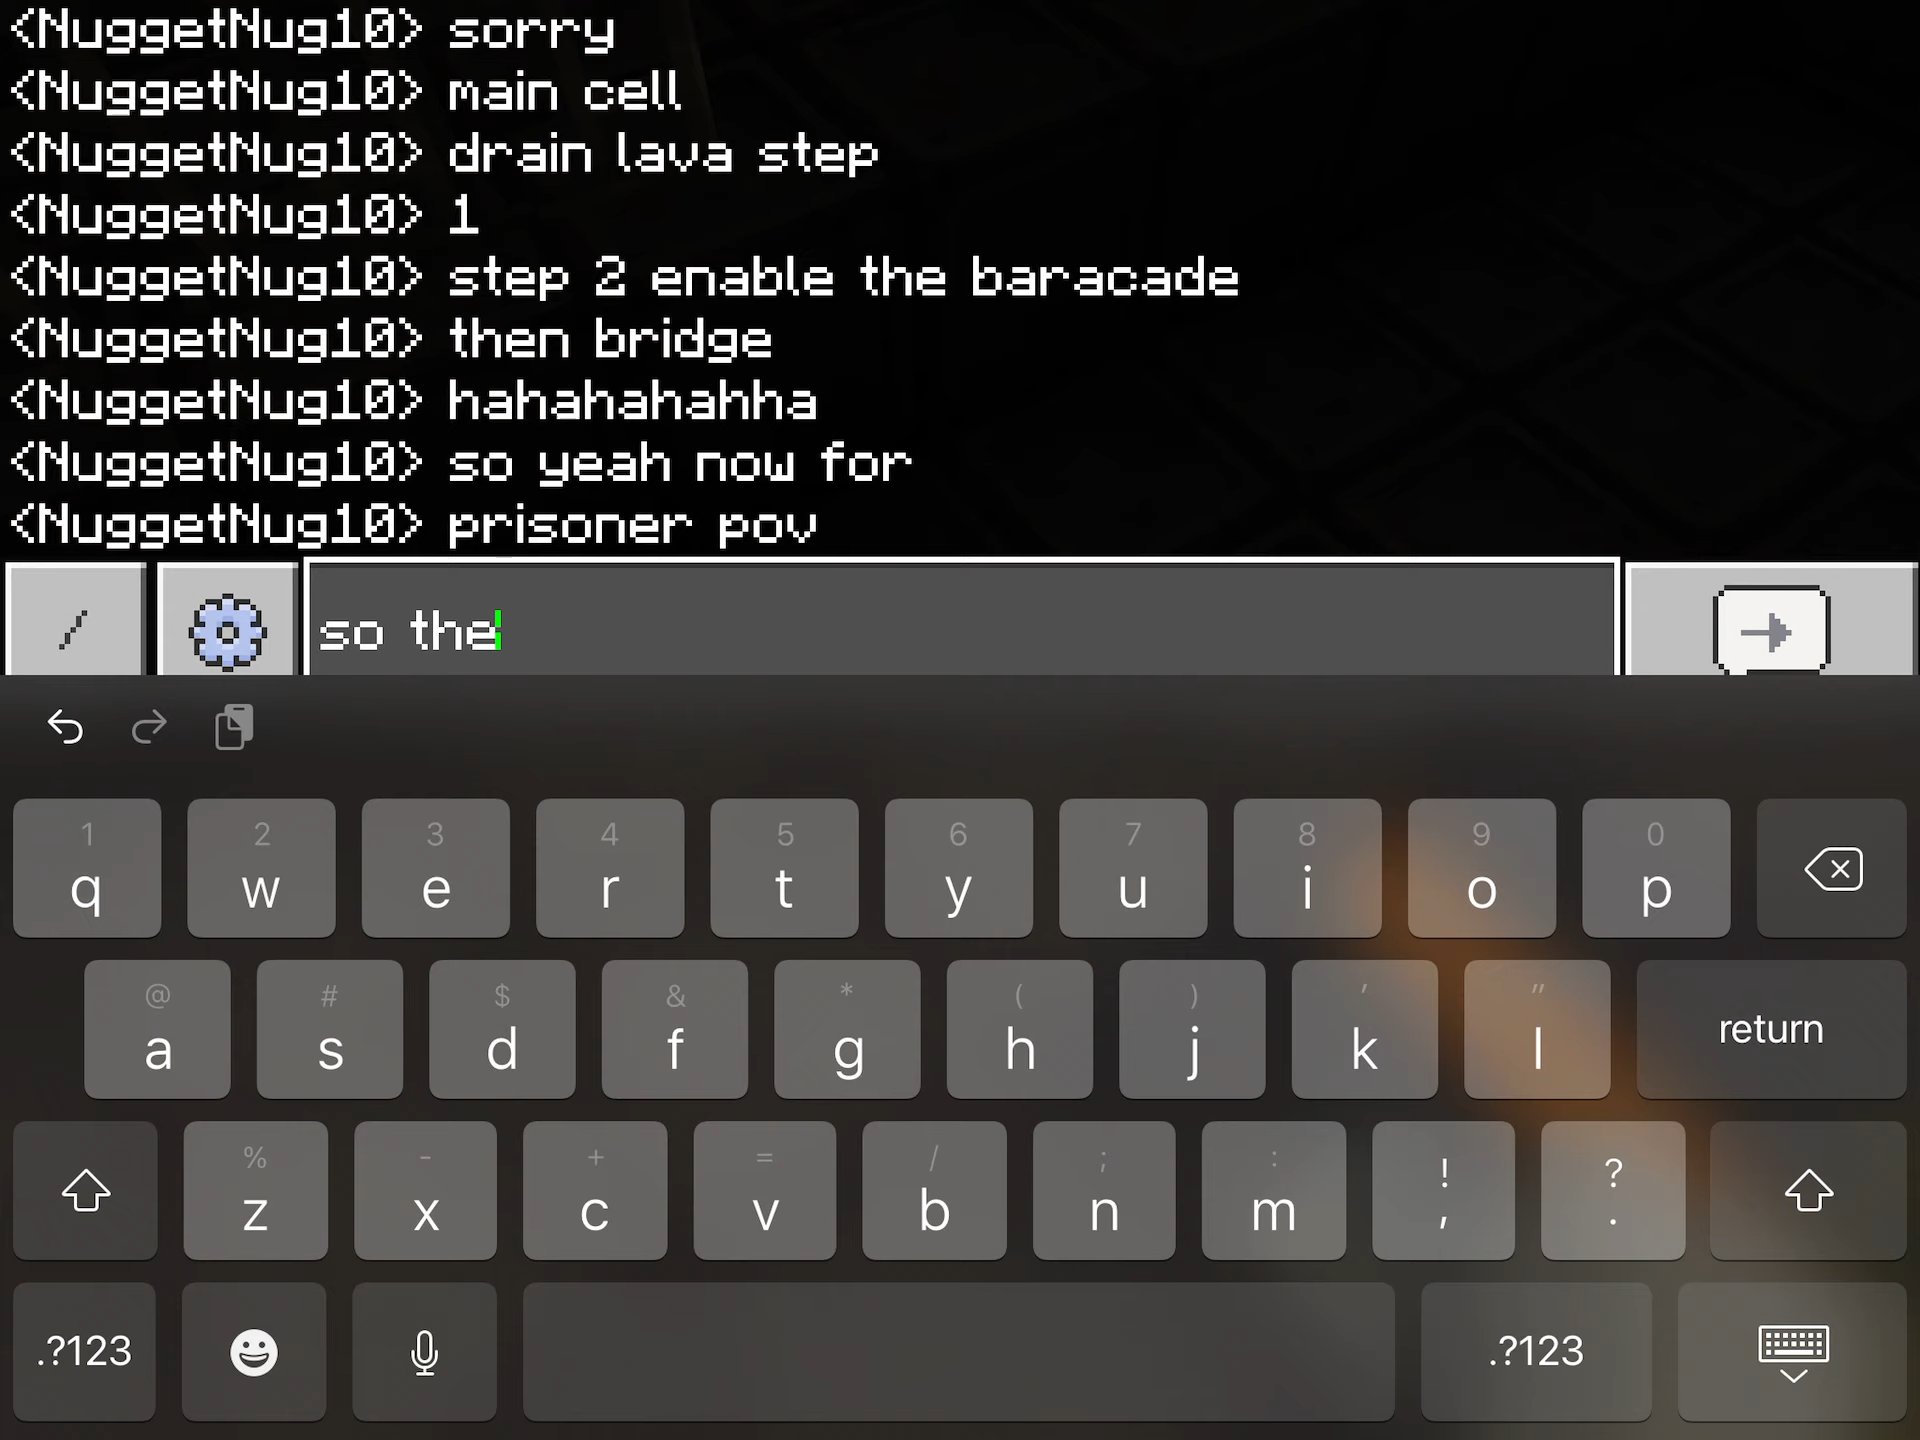 <NuggetNug10> sorry
<NuggetNug10> main cell
<NuggetNug10> drain lava step
<NuggetNug10> 1
<NuggetNug10> step 2 enable the baracade
<NuggetNug10> then bridge
<NuggetNug10> hahahahahha
<NuggetNug10> so yeah now for
<NuggetNug10> prisoner pov
/ so the
1 2 3 4 5 6 7 8 9 0
q w e r t y u i o p
@ # $ & * ( ) ' "
a s d f g h j k l return
% - + = / ; : ! ?
z x c v b n m , .
.?123 .?123